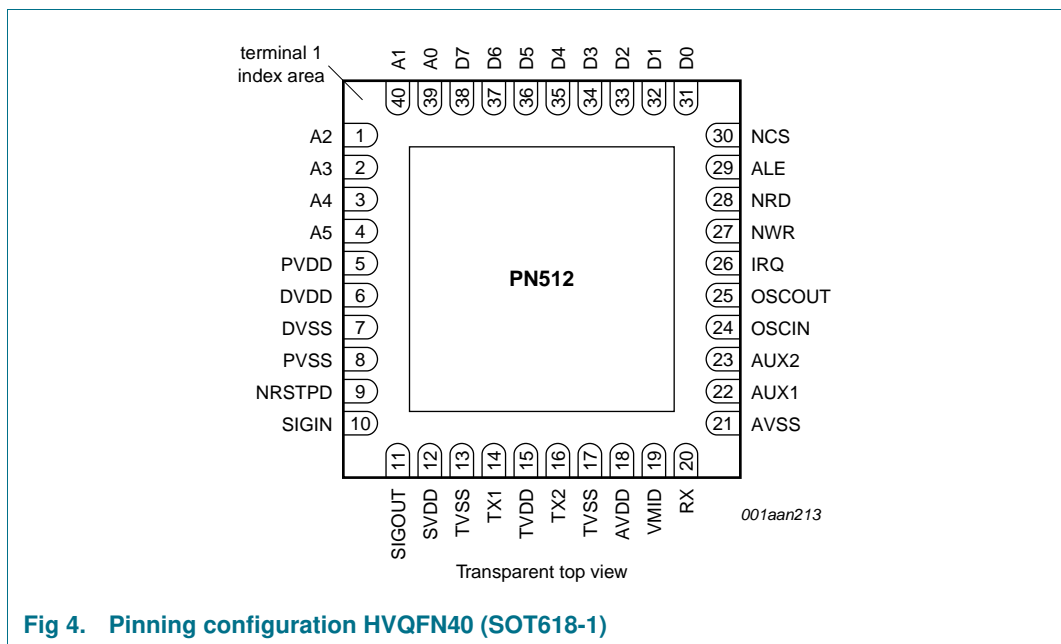 terminal 1
index area
A1 A0 D7 D6 D5 D4 D3 D2 D1 D0
40 39 38 37 36 35 34 33 32 31
A2 1 30 NCS
A3 2 29 ALE
A4 3 28 NRD
A5 4 27 NWR
PVDD 5 26 IRQ
PN512
DVDD 6 25 OSCOUT
DVSS 7 24 OSCIN
PVSS 8 23 AUX2
NRSTPD 9 22 AUX1
SIGIN 10 21 AVSS
11 12 13 14 15 16 17 18 19 20
SIGOUT SVDD TVSS TX1 TVDD TX2 TVSS AVDD VMID RX
001aan213
Transparent top view
Fig 4. Pinning configuration HVQFN40 (SOT618-1)